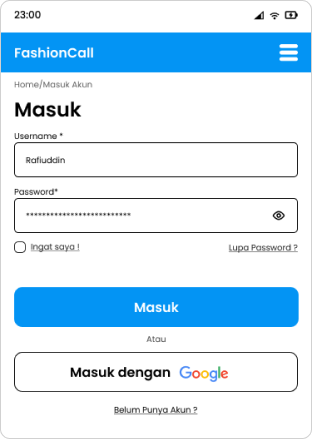 23:00
FashionCall
Home/Masuk Akun
Masuk
Username *
Rafiuddin
Password*
**************************
Ingat saya !
Lupa Password ?
Masuk
Atau
Masuk dengan Google
Belum Punya Akun ?